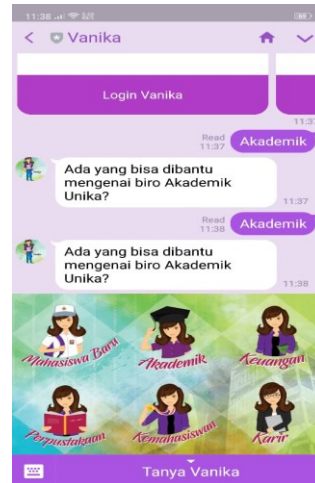 11:38
Vanika
Login Vanika
Read
11:37
Akademik
Ada yang bisa dibantu
mengenai biro Akademik
Unika?
11:37
Read
11:38
Akademik
Ada yang bisa dibantu
mengenai biro Akademik
Unika?
11:38
Mahasiswa Baru
Akademik
Keuangan
Perpustakaan
Kemahasiswaan
Karir
Tanya Vanika